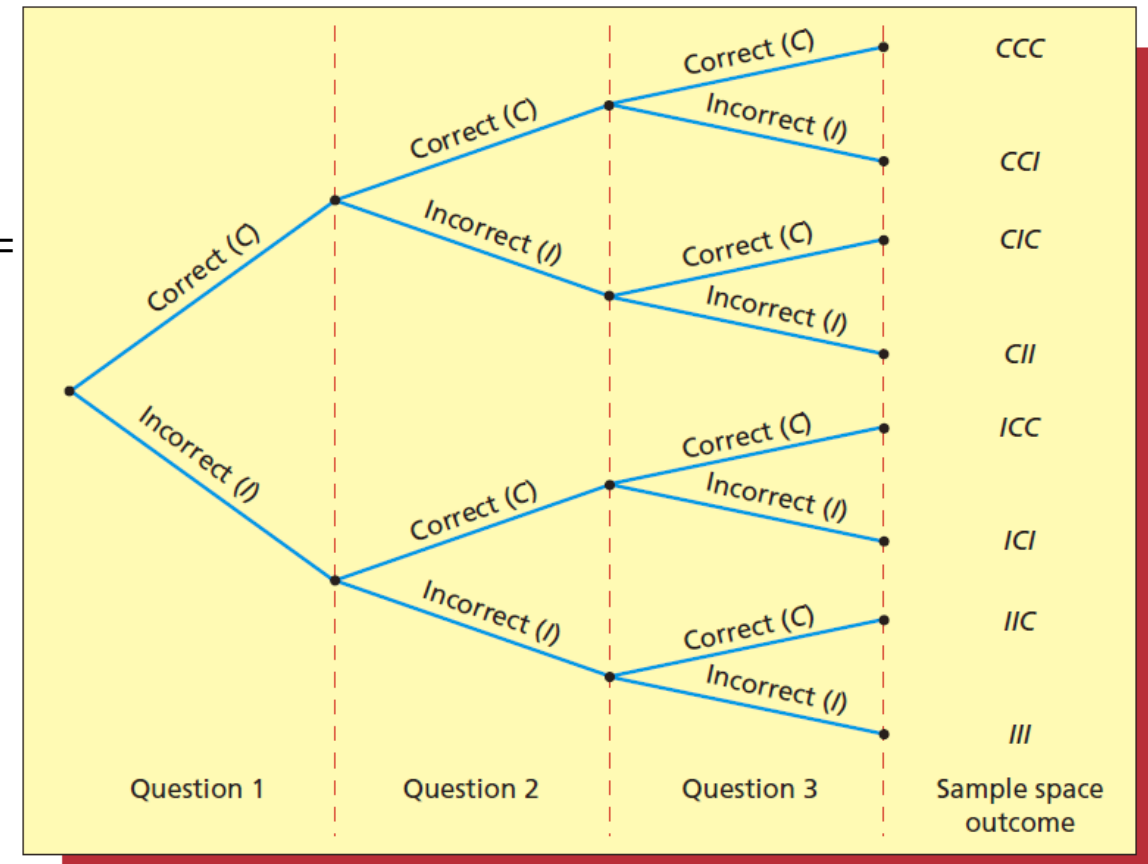 Correct (C)
CCC
Incorrect (I)
Correct (C)
CCI
Correct (C)
Incorrect (I)
Correct (C)
CIC
Incorrect (I)
CII
=
Incorrect (I)
Correct (C)
ICC
Correct (C)
Incorrect (I)
ICI
Incorrect (I)
Correct (C)
IIC
Incorrect (I)
III
Question 1
Question 2
Question 3
Sample space
outcome